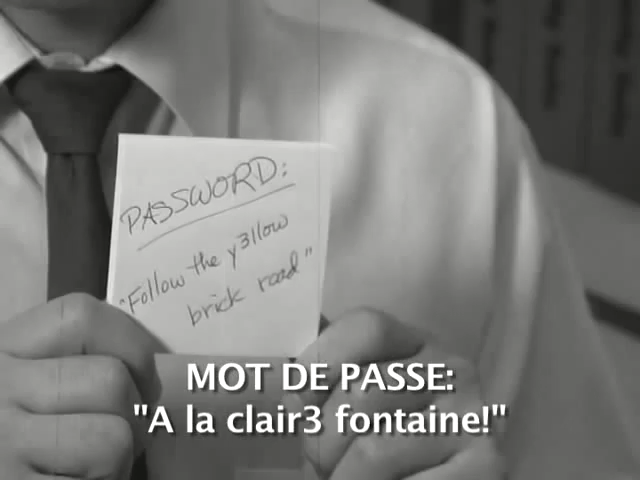 PASSWORD:
"Follow the y3llow
brick road"
MOT DE PASSE:
"A la clair3 fontaine!"